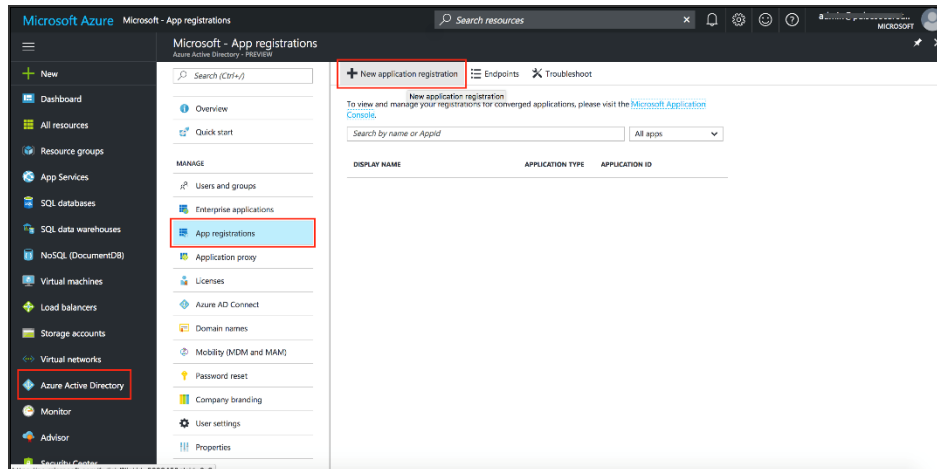 Microsoft Azure Microsoft - App registrations
Search resources
MICROSOFT
Microsoft - App registrations
Azure Active Directory - PREVIEW
New
Dashboard
All resources
Resource groups
App Services
SQL databases
SQL data warehouses
NoSQL (DocumentDB)
Virtual machines
Load balancers
Storage accounts
Virtual networks
Azure Active Directory
Monitor
Advisor
Security Center
Search (Ctrl+/)
Overview
Quick start
MANAGE
Users and groups
Enterprise applications
App registrations
Application proxy
Licenses
Azure AD Connect
Domain names
Mobility (MDM and MAM)
Password reset
Company branding
User settings
Properties
New application registration Endpoints Troubleshoot
New application registration
To view and manage your registrations for converged applications, please visit the Microsoft Application
Console.
Search by name or AppId
All apps
DISPLAY NAME APPLICATION TYPE APPLICATION ID